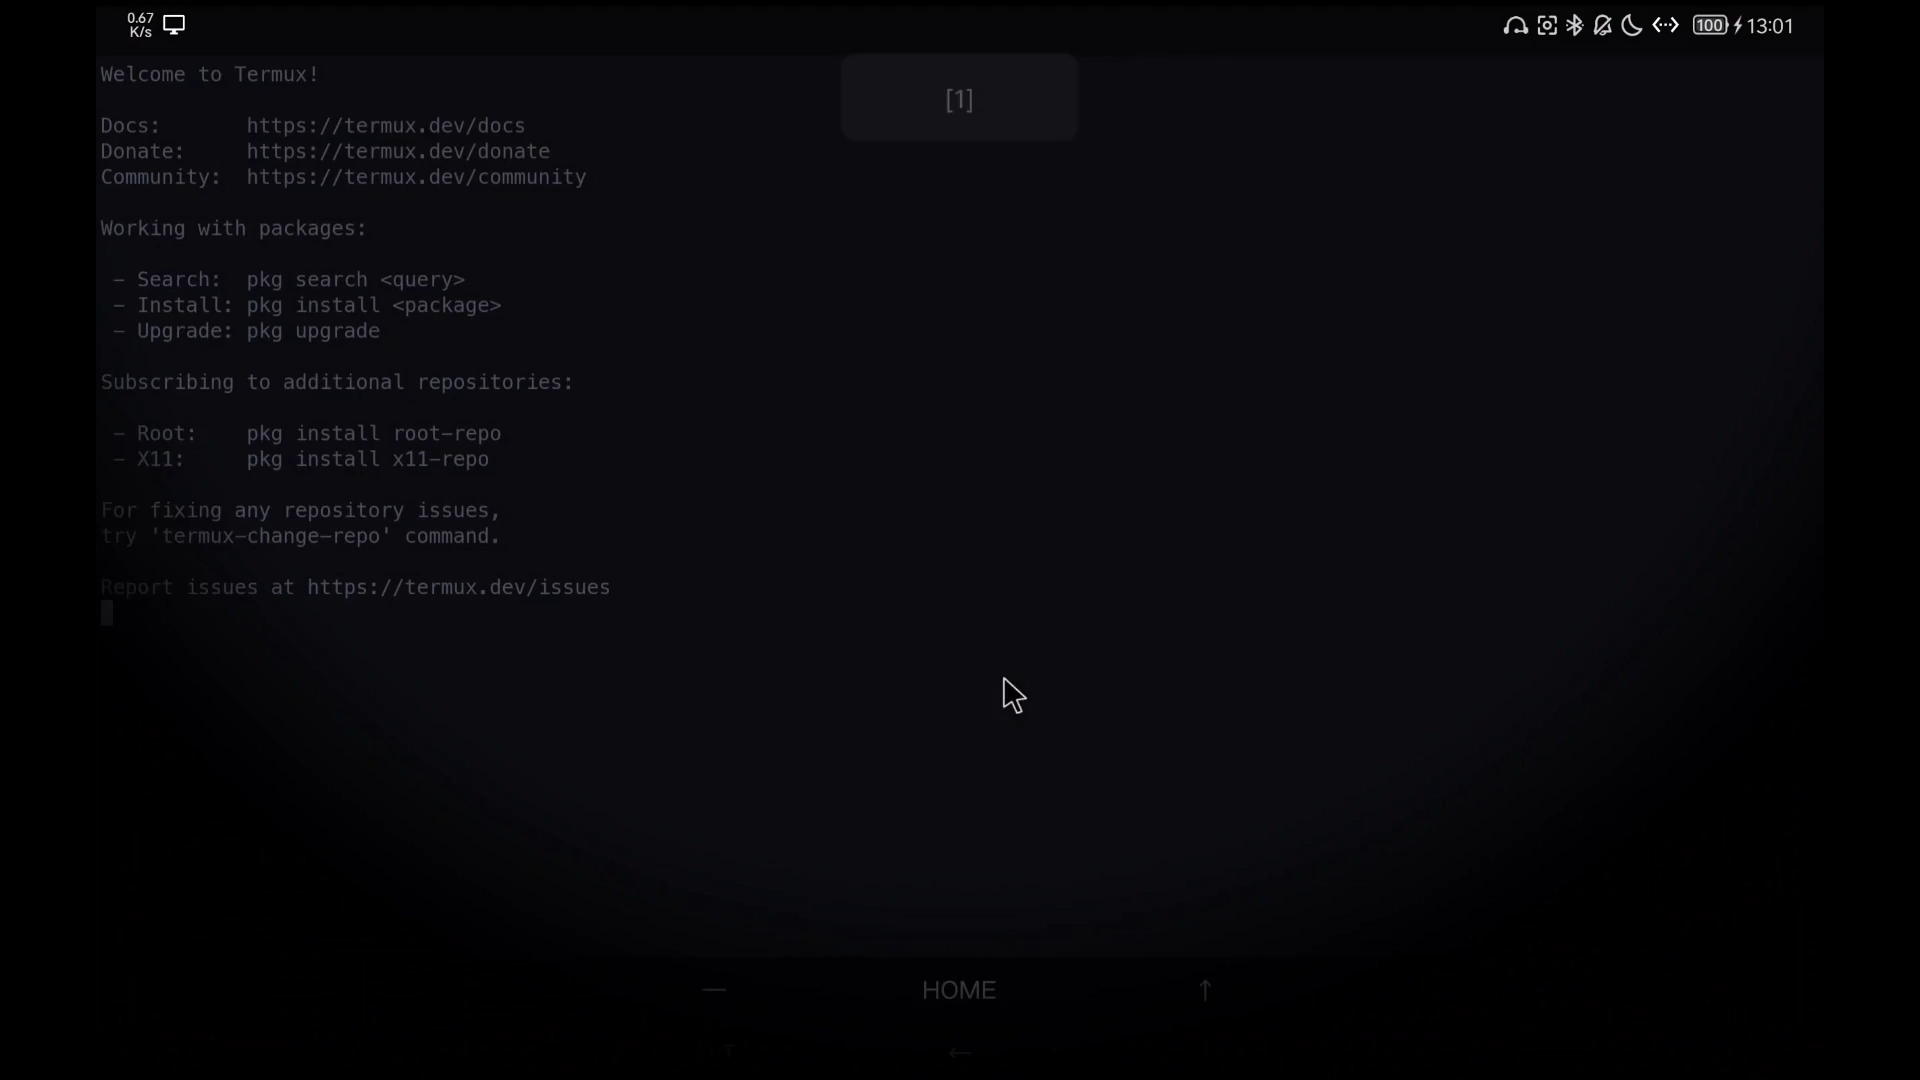 0.67
K/s
100 13:01
Welcome to Termux!
[1]
Docs: https://termux.dev/docs
Donate: https://termux.dev/donate
Community: https://termux.dev/community
Working with packages:
- Search: pkg search <query>
- Install: pkg install <package>
- Upgrade: pkg upgrade
Subscribing to additional repositories:
- Root: pkg install root-repo
- X11: pkg install x11-repo
For fixing any repository issues,
try 'termux-change-repo' command.
Report issues at https://termux.dev/issues
— HOME ↑
←